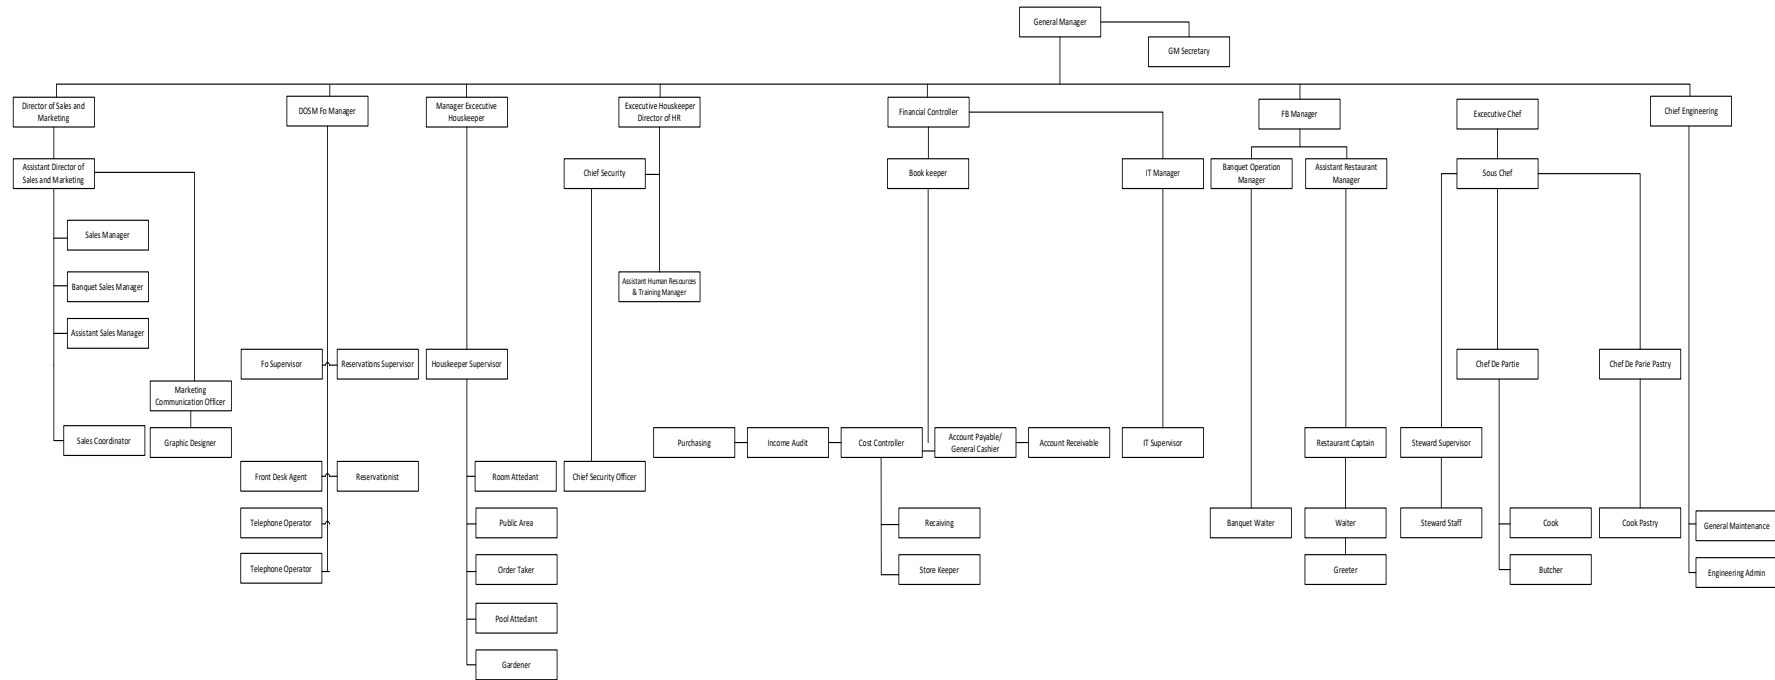 General Manager
GM Secretary
Director of Sales and
Marketing
DOSM Fo Manager
Manager Excecutive
Houskeeper
Excecutive Houskeeper
Director of HR
Financial Controller
FB Manager
Excecutive Chef
Chief Engineering
Assistant Director of
Sales and Marketing
Chief Security
Book keeper
IT Manager
Banquet Operation
Manager
Assistant Restaurant
Manager
Sous Chef
Sales Manager
Banquet Sales Manager
Assistant Human Resources
& Training Manager
Assistant Sales Manager
Fo Supervisor
Reservations Supervisor
Houskeeper Supervisor
Chef De Partie
Chef De Parie Pastry
Marketing
Communication Officer
Sales Coordinator
Graphic Designer
Purchasing
Income Audit
Cost Controller
Account Payable/
General Cashier
Account Receivable
IT Supervisor
Restaurant Captain
Steward Supervisor
Front Desk Agent
Reservationist
Room Attedant
Chief Security Officer
Telephone Operator
Public Area
Recaiving
Banquet Waiter
Waiter
Steward Staff
Cook
Cook Pastry
General Maintenance
Telephone Operator
Order Taker
Store Keeper
Greeter
Butcher
Engineering Admin
Pool Attedant
Gardener